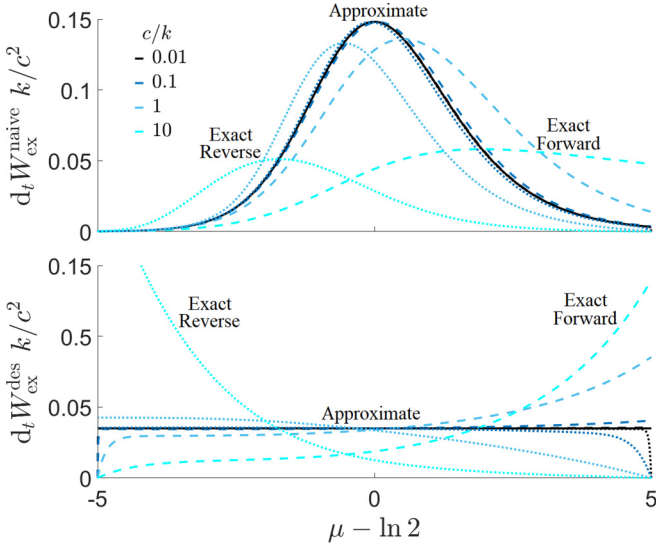 Approximate
0.15
c/k
0.01
0.1
1
10
0.1
0.05
0
Exact
Reverse
Exact
Forward
d_t W_ex^naive k/c^2
0.15
0.5
0.05
0
Exact
Reverse
Exact
Forward
Approximate
d_t W_ex^des k/c^2
-5
0
5
μ − ln 2